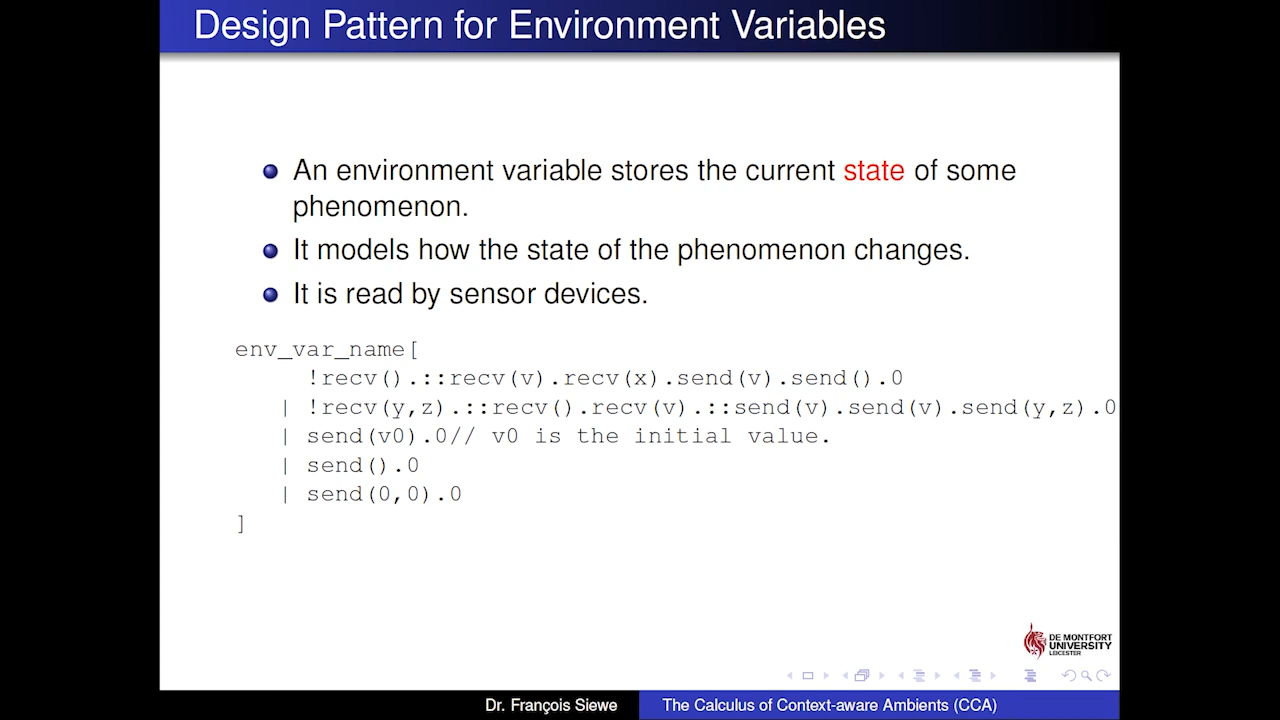 Design Pattern for Environment Variables
An environment variable stores the current state of some
phenomenon.
It models how the state of the phenomenon changes.
It is read by sensor devices.
env_var_name[
!recv().::recv(v).recv(x).send(v).send().0
| !recv(y,z).::recv().recv(v).::send(v).send(v).send(y,z).0
| send(v0).0// v0 is the initial value.
| send().0
| send(0,0).0
]
DE MONTFORT
UNIVERSITY
LEICESTER
Dr. François Siewe
The Calculus of Context-aware Ambients (CCA)